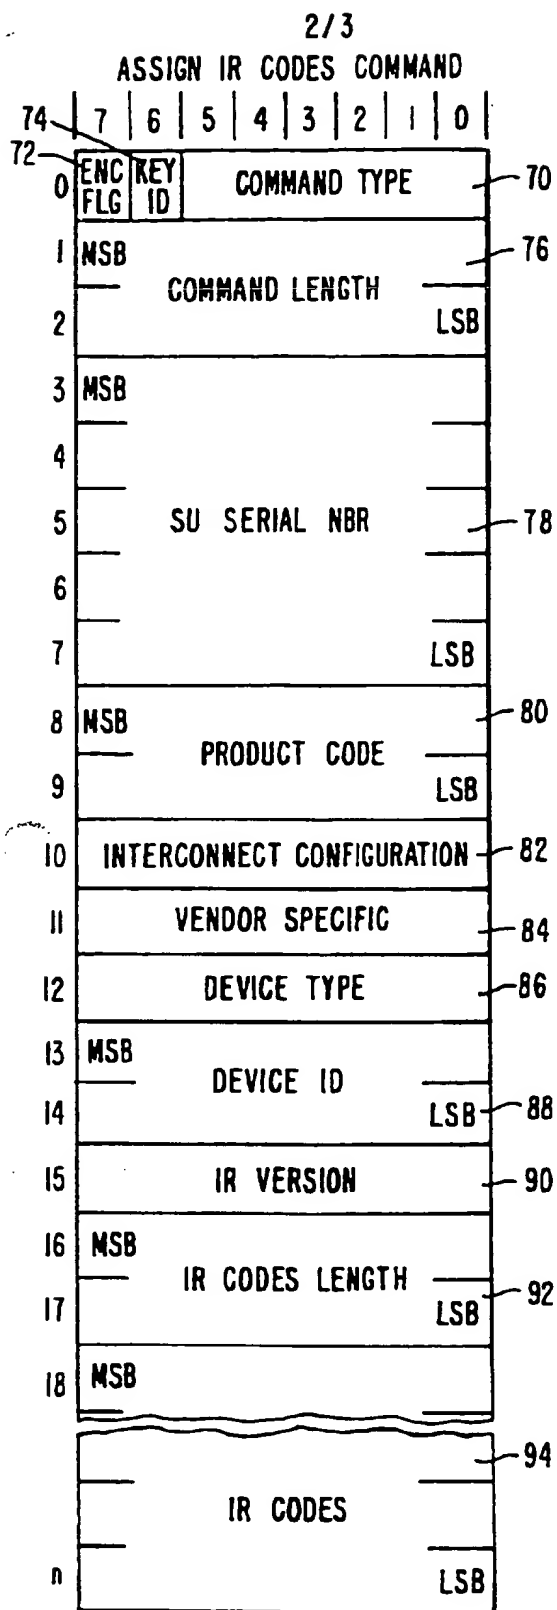 2/3
ASSIGN IR CODES COMMAND
74 7 6 5 4 3 2 1 0
72 ENC KEY COMMAND TYPE 70
0 FLG ID
1 MSB 76
COMMAND LENGTH
2 LSB
3 MSB
4
5 SU SERIAL NBR 78
6
7 LSB
8 MSB 80
PRODUCT CODE
9 LSB
10 INTERCONNECT CONFIGURATION 82
11 VENDOR SPECIFIC 84
12 DEVICE TYPE 86
13 MSB
DEVICE ID
14 LSB 88
15 IR VERSION 90
16 MSB
IR CODES LENGTH 92
17 LSB
18 MSB
94
IR CODES
n LSB